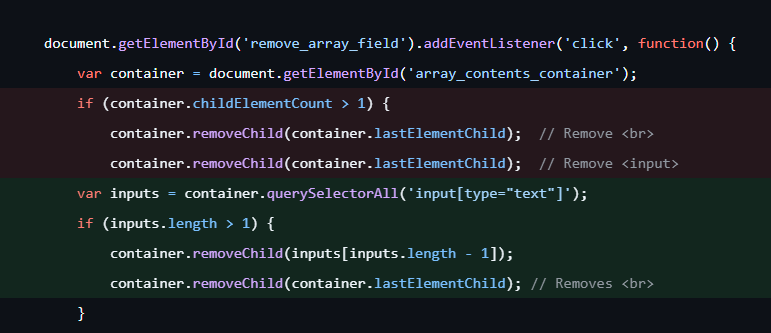 document.getElementById('remove_array_field').addEventListener('click', function() {
    var container = document.getElementById('array_contents_container');
    if (container.childElementCount > 1) {
        container.removeChild(container.lastElementChild);  // Remove <br>
        container.removeChild(container.lastElementChild);  // Remove <input>
    var inputs = container.querySelectorAll('input[type="text"]');
    if (inputs.length > 1) {
        container.removeChild(inputs[inputs.length - 1]);
        container.removeChild(container.lastElementChild); // Removes <br>
    }